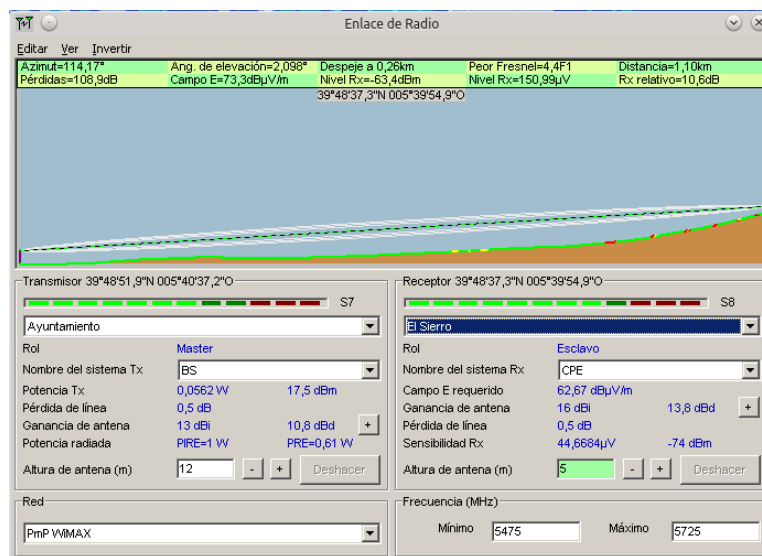 Enlace de Radio
Editar Ver Invertir
Azimut=114,17° Ang. de elevación=2,098° Despeje a 0,26km Peor Fresnel=4,4F1 Distancia=1,10km
Pérdidas=108,9dB Campo E=73,3dBµV/m Nivel Rx=-63,4dBm Nivel Rx=150,99µV Rx relativo=10,6dB
39°48'37,3"N 005°39'54,9"O
Transmisor 39°48'51,9"N 005°40'37,2"O
S7
Ayuntamiento
Rol Master
Nombre del sistema Tx BS
Potencia Tx 0,0562 W 17,5 dBm
Pérdida de línea 0,5 dB
Ganancia de antena 13 dBi 10,8 dBd +
Potencia radiada PIRE=1 W PRE=0,61 W
Altura de antena (m) 12 - + Deshacer
Receptor 39°48'37,3"N 005°39'54,9"O
S8
El Sierro
Rol Esclavo
Nombre del sistema Rx CPE
Campo E requerido 62,67 dBµV/m
Ganancia de antena 16 dBi 13,8 dBd +
Pérdida de línea 0,5 dB
Sensibilidad Rx 44,6684µV -74 dBm
Altura de antena (m) 5 - + Deshacer
Red
PmP WiMAX
Frecuencia (MHz)
Mínimo 5475 Máximo 5725